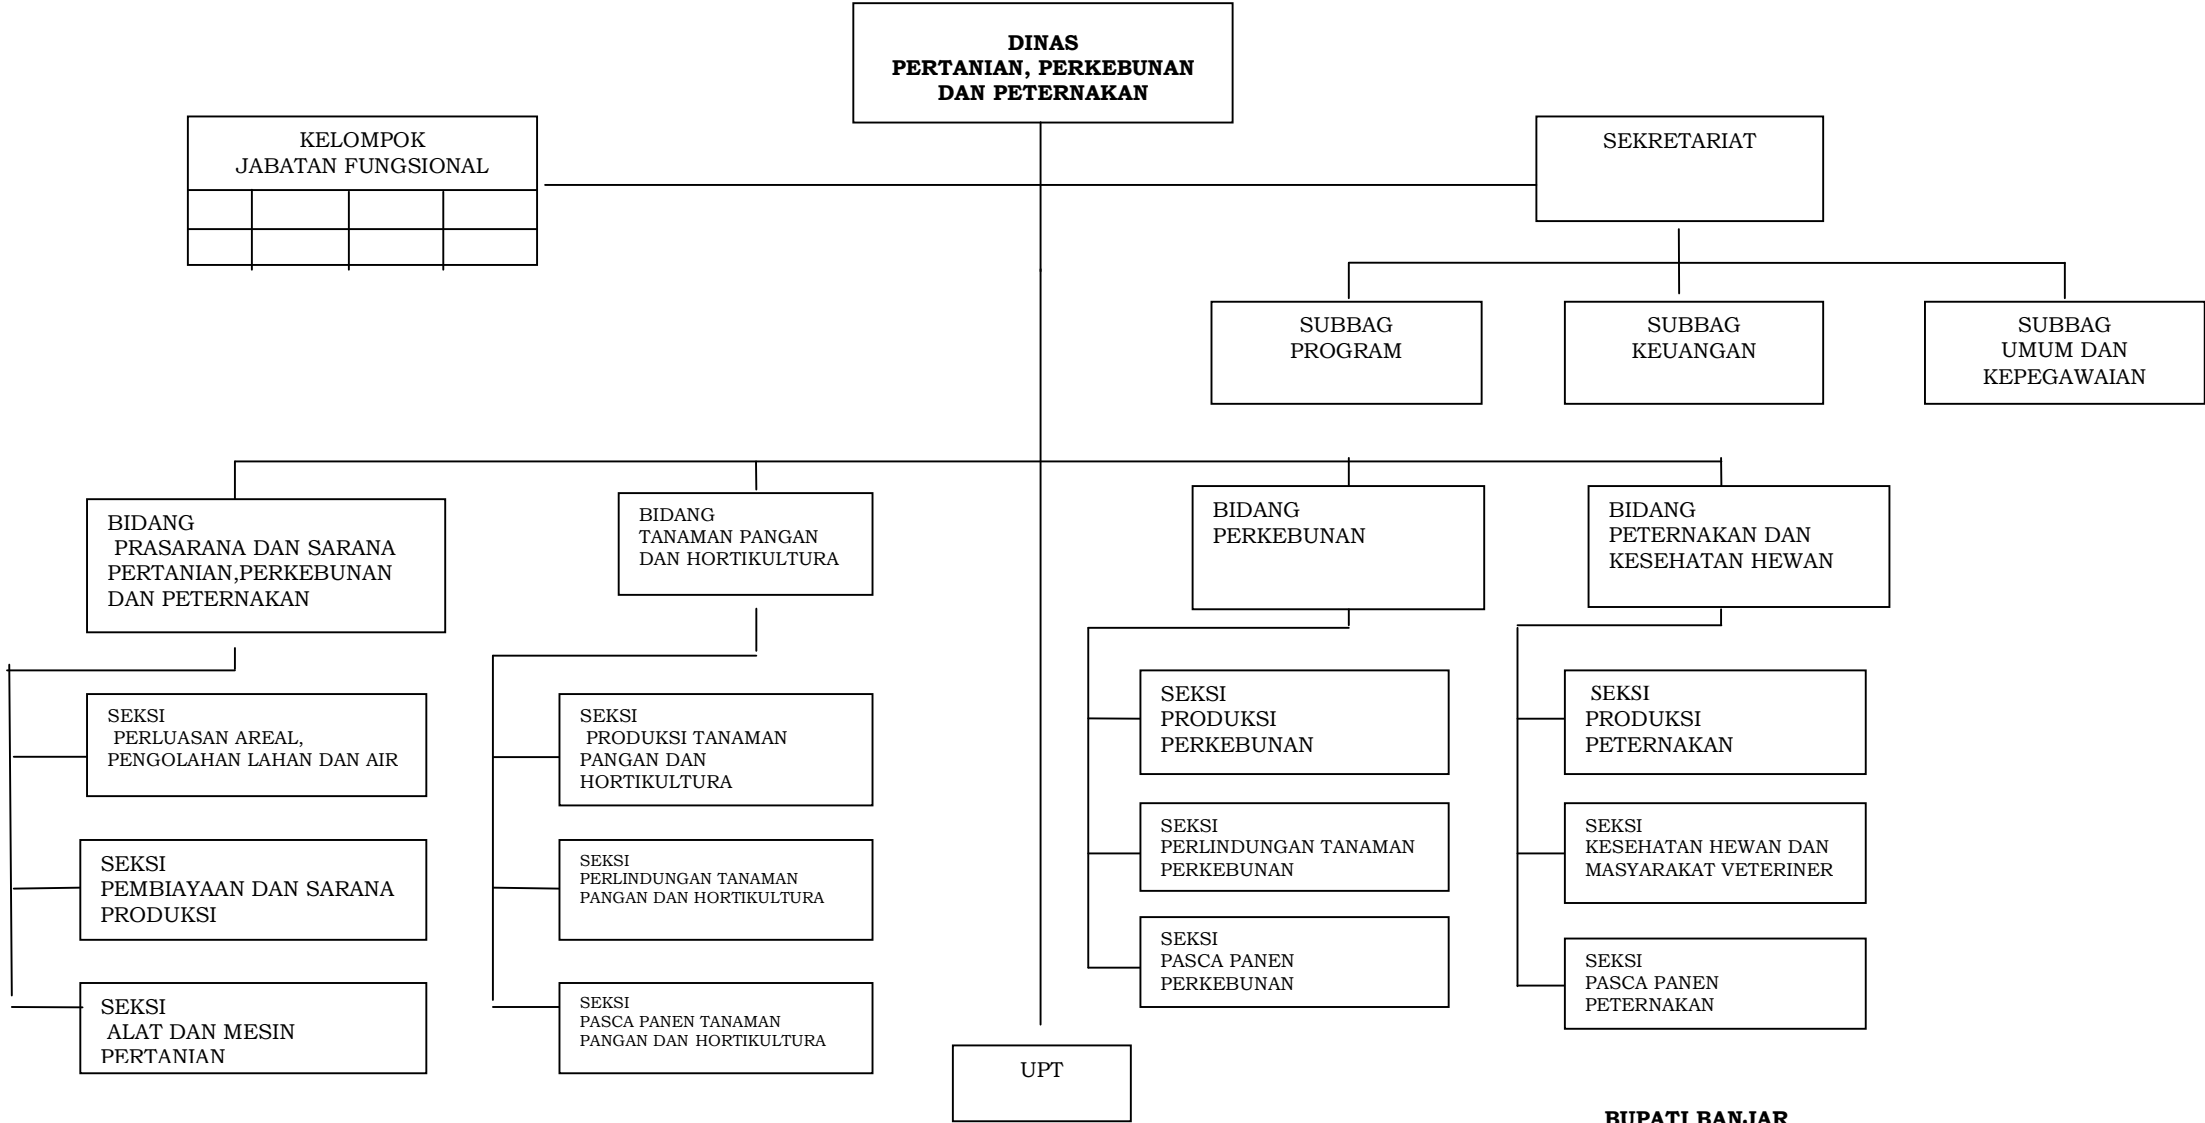 DINAS
PERTANIAN, PERKEBUNAN
DAN PETERNAKAN
KELOMPOK
JABATAN FUNGSIONAL
SEKRETARIAT
SUBBAG
PROGRAM
SUBBAG
KEUANGAN
SUBBAG
UMUM DAN
KEPEGAWAIAN
BIDANG
PRASARANA DAN SARANA
PERTANIAN,PERKEBUNAN
DAN PETERNAKAN
BIDANG
TANAMAN PANGAN
DAN HORTIKULTURA
BIDANG
PERKEBUNAN
BIDANG
PETERNAKAN DAN
KESEHATAN HEWAN
SEKSI
PERLUASAN AREAL,
PENGOLAHAN LAHAN DAN AIR
SEKSI
PEMBIAYAAN DAN SARANA
PRODUKSI
SEKSI
ALAT DAN MESIN
PERTANIAN
SEKSI
PRODUKSI TANAMAN
PANGAN DAN
HORTIKULTURA
SEKSI
PERLINDUNGAN TANAMAN
PANGAN DAN HORTIKULTURA
SEKSI
PASCA PANEN TANAMAN
PANGAN DAN HORTIKULTURA
SEKSI
PRODUKSI
PERKEBUNAN
SEKSI
PERLINDUNGAN TANAMAN
PERKEBUNAN
SEKSI
PASCA PANEN
PERKEBUNAN
SEKSI
PRODUKSI
PETERNAKAN
SEKSI
KESEHATAN HEWAN DAN
MASYARAKAT VETERINER
SEKSI
PASCA PANEN
PETERNAKAN
UPT
BUPATI BANJAR